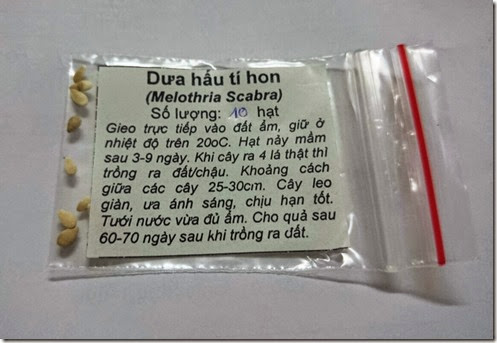 Dưa hấu tí hon
(Melothria Scabra)
Số lượng: 10 hạt
Gieo trực tiếp vào đất ẩm, giữ ở
nhiệt độ trên 20oC. Hạt nảy mầm
sau 3-9 ngày. Khi cây ra 4 lá thật thì
trồng ra đất/chậu. Khoảng cách
giữa các cây 25-30cm. Cây leo
giàn, ưa ánh sáng, chịu hạn tốt.
Tưới nước vừa đủ ẩm. Cho quả sau
60-70 ngày sau khi trồng ra đất.